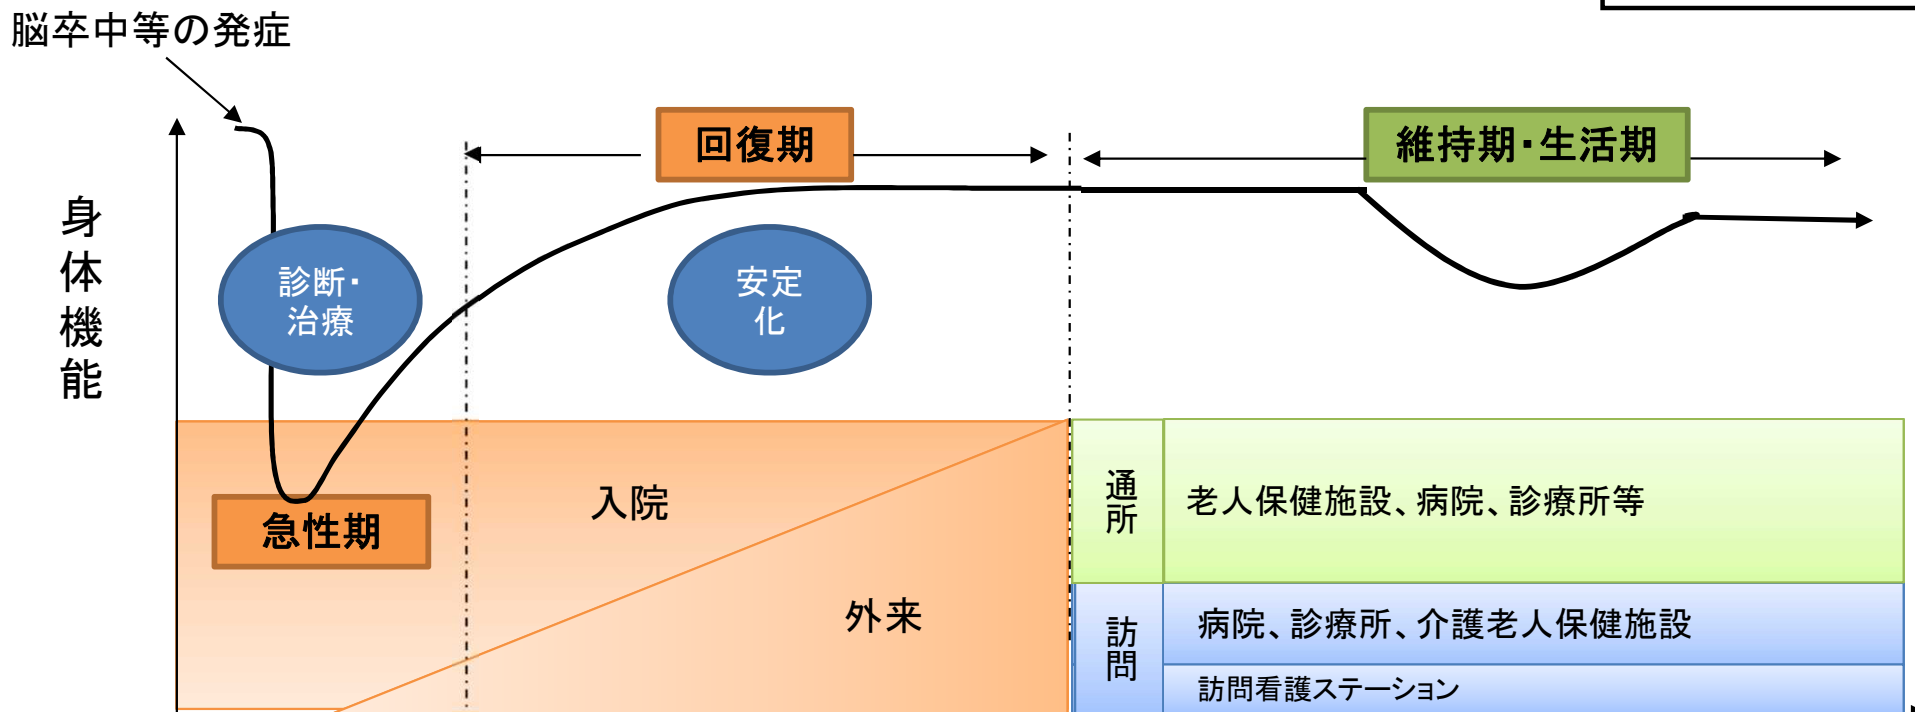 脳卒中等の発症
回復期
維持期・生活期
身体機能
診断・
治療
安定
化
急性期
入院
外来
通所
老人保健施設、病院、診療所等
訪問
病院、診療所、介護老人保健施設
訪問看護ステーション